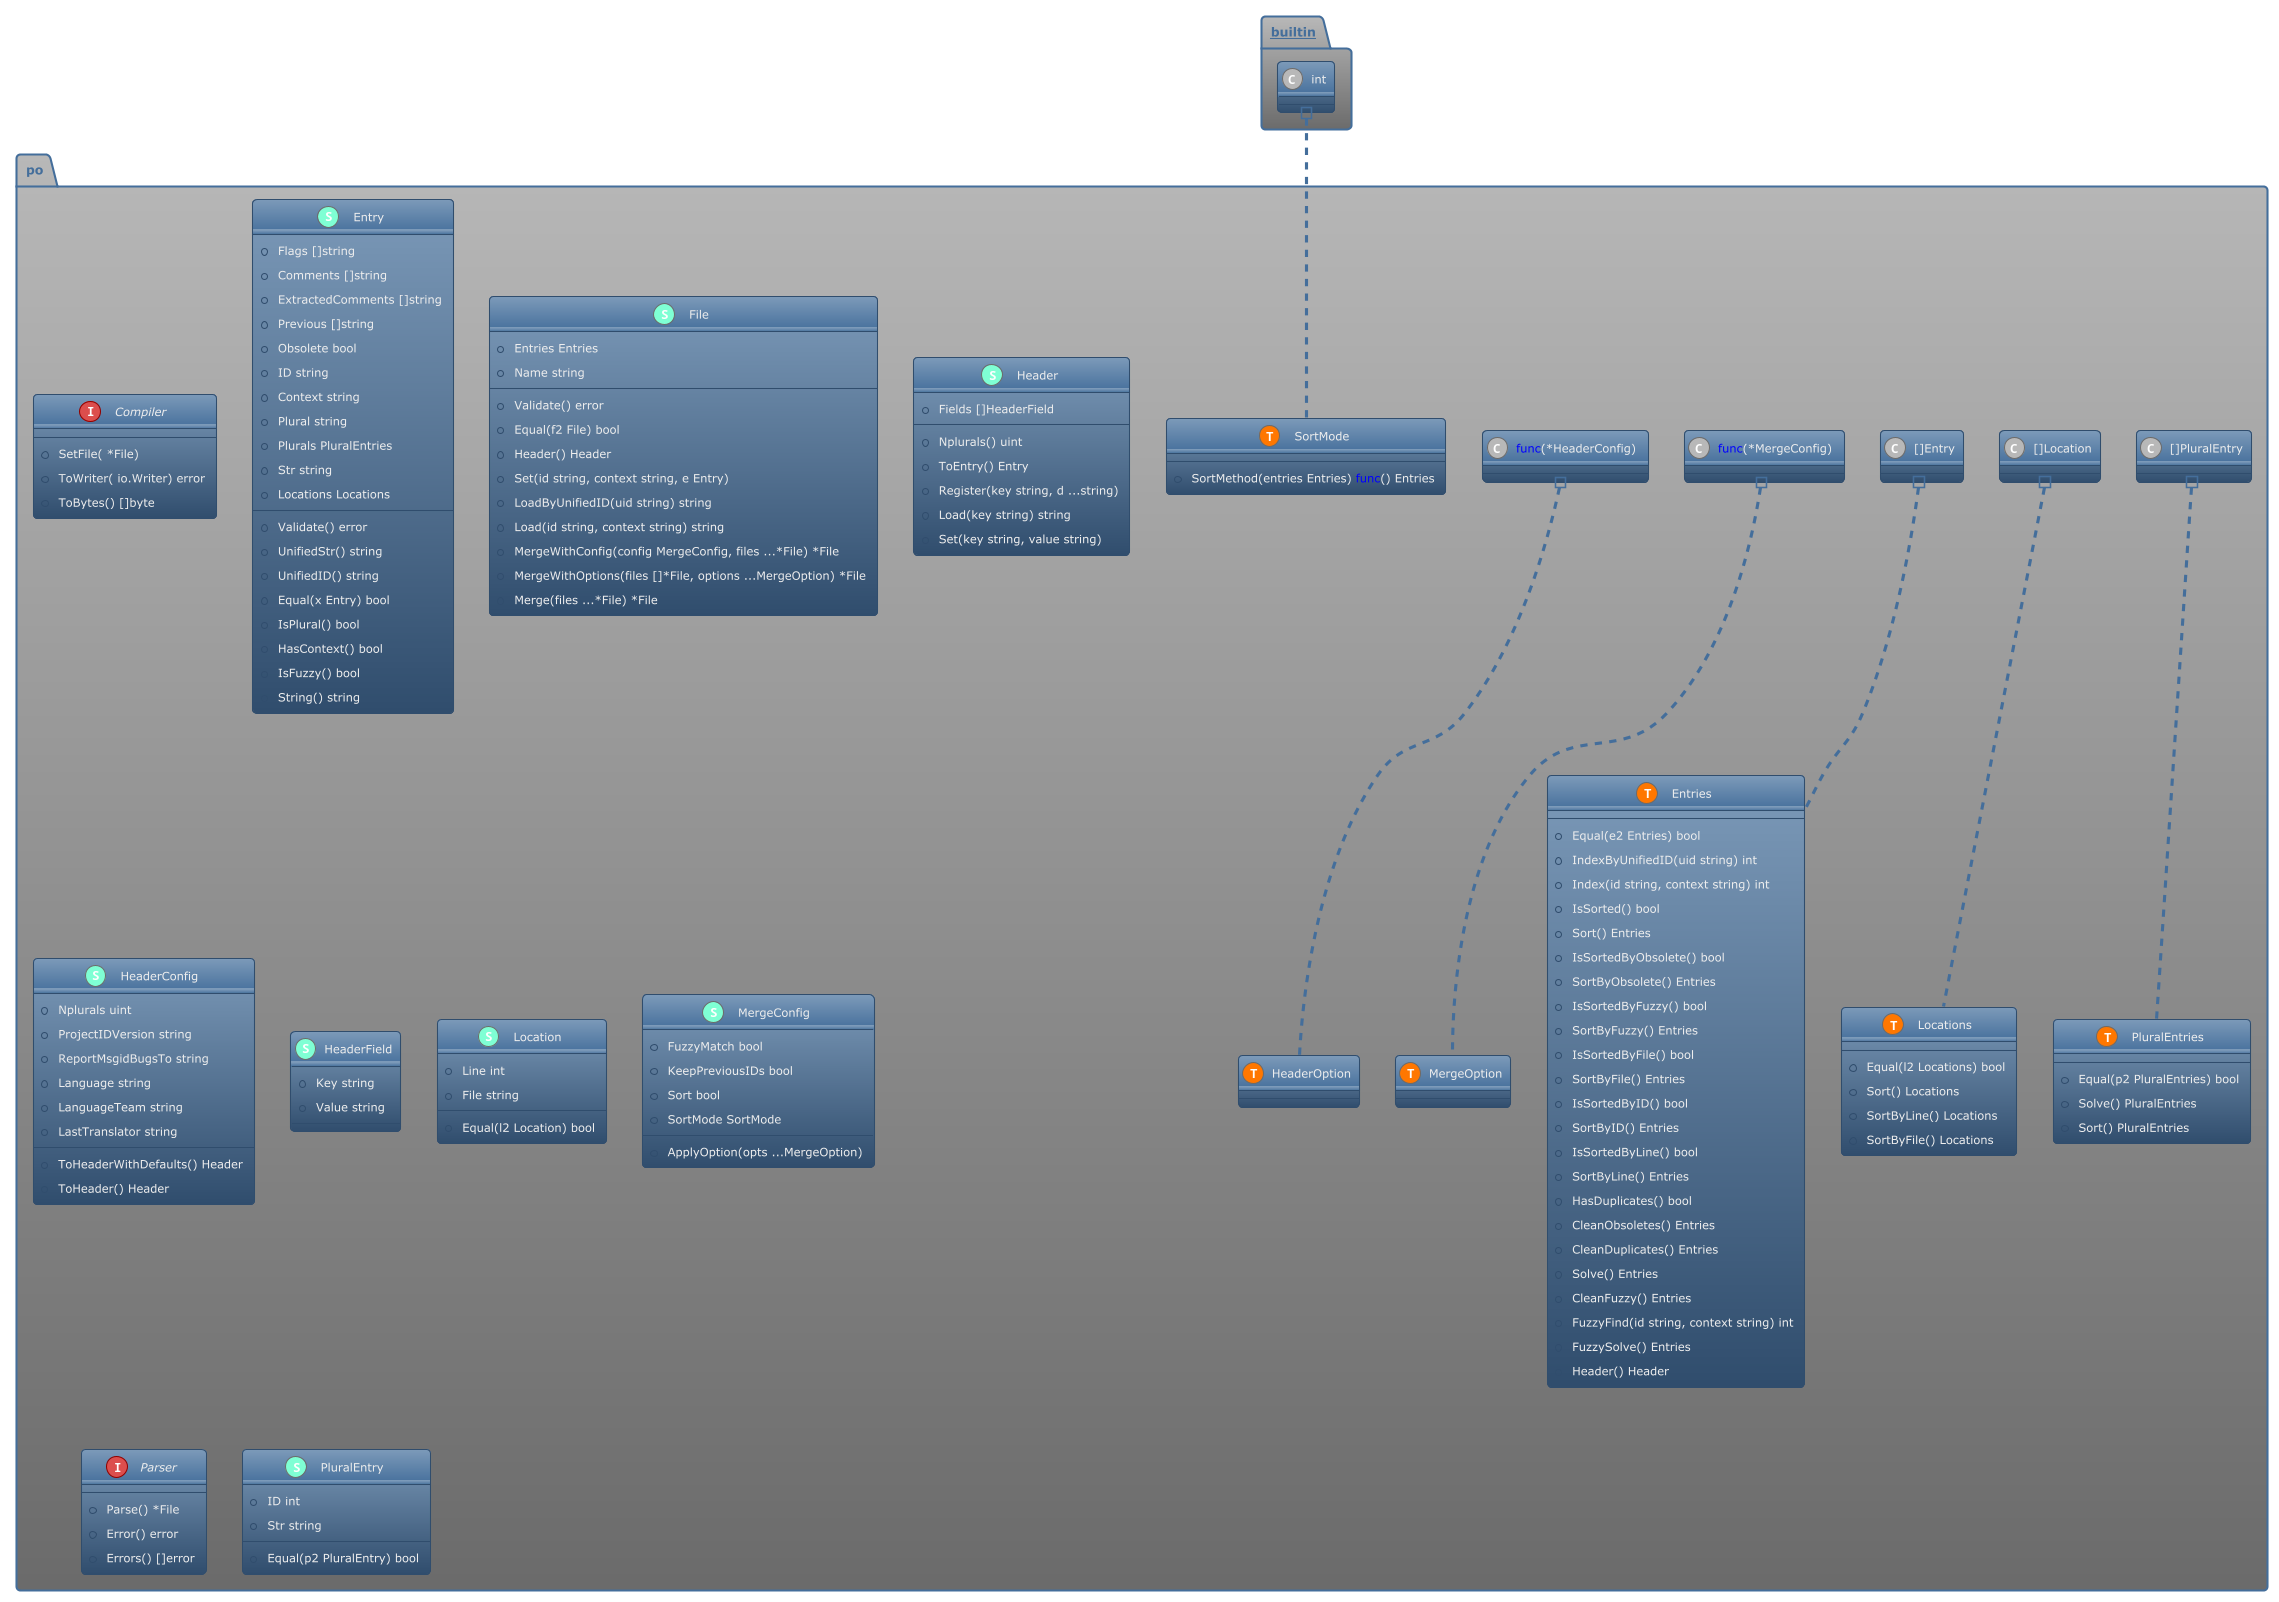 builtin
C int
po
I Compiler
SetFile( *File)
ToWriter( io.Writer) error
ToBytes() []byte
S Entry
Flags []string
Comments []string
ExtractedComments []string
Previous []string
Obsolete bool
ID string
Context string
Plural string
Plurals PluralEntries
Str string
Locations Locations
Validate() error
UnifiedStr() string
UnifiedID() string
Equal(x Entry) bool
IsPlural() bool
HasContext() bool
IsFuzzy() bool
String() string
S File
Entries Entries
Name string
Validate() error
Equal(f2 File) bool
Header() Header
Set(id string, context string, e Entry)
LoadByUnifiedID(uid string) string
Load(id string, context string) string
MergeWithConfig(config MergeConfig, files ...*File) *File
MergeWithOptions(files []*File, options ...MergeOption) *File
Merge(files ...*File) *File
S Header
Fields []HeaderField
Nplurals() uint
ToEntry() Entry
Register(key string, d ...string)
Load(key string) string
Set(key string, value string)
T SortMode
SortMethod(entries Entries) func() Entries
C func(*HeaderConfig)
C func(*MergeConfig)
C []Entry
C []Location
C []PluralEntry
S HeaderConfig
Nplurals uint
ProjectIDVersion string
ReportMsgidBugsTo string
Language string
LanguageTeam string
LastTranslator string
ToHeaderWithDefaults() Header
ToHeader() Header
S HeaderField
Key string
Value string
S Location
Line int
File string
Equal(l2 Location) bool
S MergeConfig
FuzzyMatch bool
KeepPreviousIDs bool
Sort bool
SortMode SortMode
ApplyOption(opts ...MergeOption)
T HeaderOption
T MergeOption
T Entries
Equal(e2 Entries) bool
IndexByUnifiedID(uid string) int
Index(id string, context string) int
IsSorted() bool
Sort() Entries
IsSortedByObsolete() bool
SortByObsolete() Entries
IsSortedByFuzzy() bool
SortByFuzzy() Entries
IsSortedByFile() bool
SortByFile() Entries
IsSortedByID() bool
SortByID() Entries
IsSortedByLine() bool
SortByLine() Entries
HasDuplicates() bool
CleanObsoletes() Entries
CleanDuplicates() Entries
Solve() Entries
CleanFuzzy() Entries
FuzzyFind(id string, context string) int
FuzzySolve() Entries
Header() Header
T Locations
Equal(l2 Locations) bool
Sort() Locations
SortByLine() Locations
SortByFile() Locations
T PluralEntries
Equal(p2 PluralEntries) bool
Solve() PluralEntries
Sort() PluralEntries
I Parser
Parse() *File
Error() error
Errors() []error
S PluralEntry
ID int
Str string
Equal(p2 PluralEntry) bool